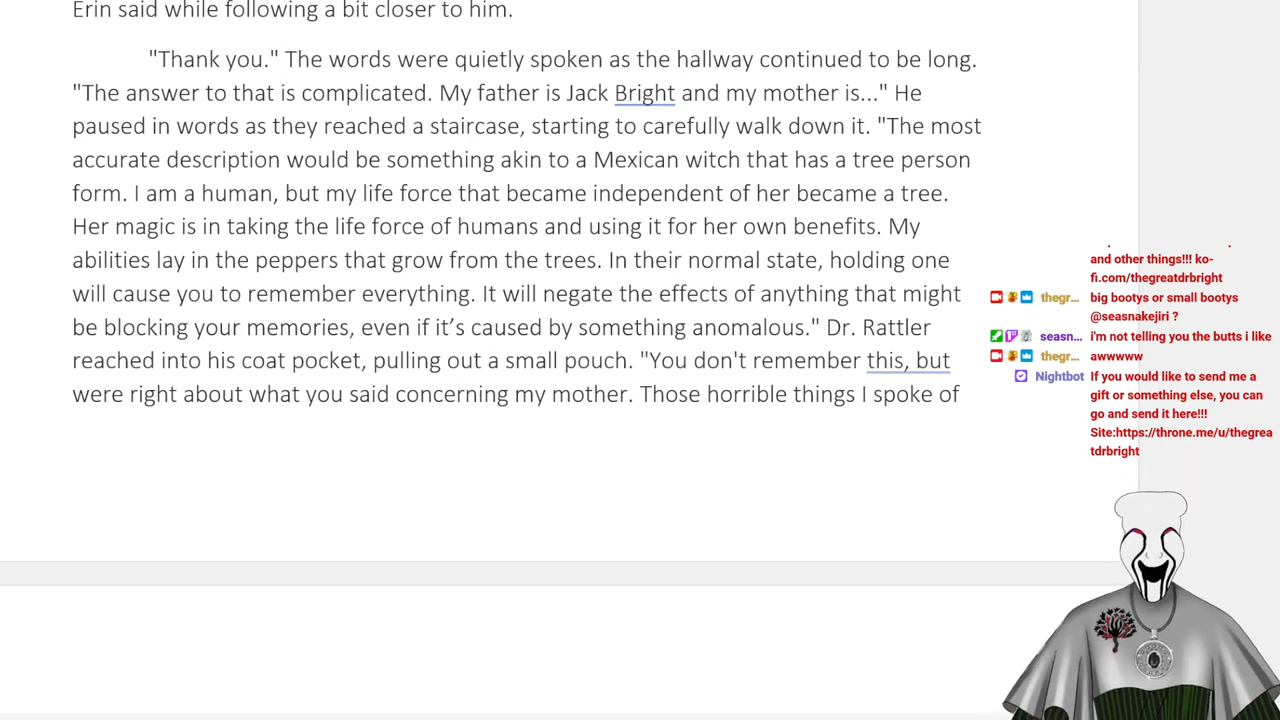 Erin said while following a bit closer to him.
"Thank you." The words were quietly spoken as the hallway continued to be long.
"The answer to that is complicated. My father is Jack Bright and my mother is..." He
paused in words as they reached a staircase, starting to carefully walk down it. "The most
accurate description would be something akin to a Mexican witch that has a tree person
form. I am a human, but my life force that became independent of her became a tree.
Her magic is in taking the life force of humans and using it for her own benefits. My
abilities lay in the peppers that grow from the trees. In their normal state, holding one
will cause you to remember everything. It will negate the effects of anything that might
be blocking your memories, even if it’s caused by something anomalous." Dr. Rattler
reached into his coat pocket, pulling out a small pouch. "You don't remember this, but
were right about what you said concerning my mother. Those horrible things I spoke of
and other things!!! ko-
fi.com/thegreatdrbright
thegr... big bootys or small bootys
@seasnakejiri ?
seasn... i'm not telling you the butts i like
thegr... awwwww
Nightbot If you would like to send me a
gift or something else, you can
go and send it here!!!
Site:https://throne.me/u/thegrea
tdrbright